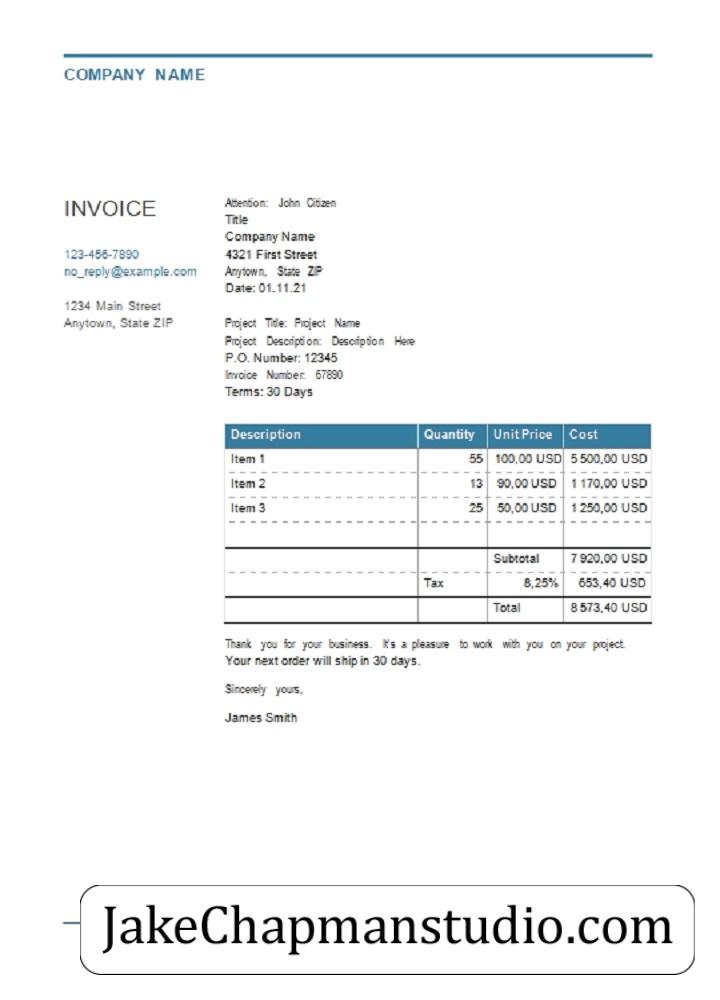 COMPANY NAME
INVOICE
123-456-7890
no_reply@example.com
1234 Main Street
Anytown, State ZIP
Attention: John Citizen
Title
Company Name
4321 First Street
Anytown, State ZIP
Date: 01.11.21
Project Title: Project Name
Project Description: Description Here
P.O. Number: 12345
Invoice Number: 67890
Terms: 30 Days
Description Quantity Unit Price Cost
Item 1 55 100,00 USD 5 500,00 USD
Item 2 13 90,00 USD 1 170,00 USD
Item 3 25 50,00 USD 1 250,00 USD
Subtotal 7 920,00 USD
Tax 8,25% 653,40 USD
Total 8 573,40 USD
Thank you for your business. It's a pleasure to work with you on your project.
Your next order will ship in 30 days.
Sincerely yours,
James Smith
JakeChapmanstudio.com